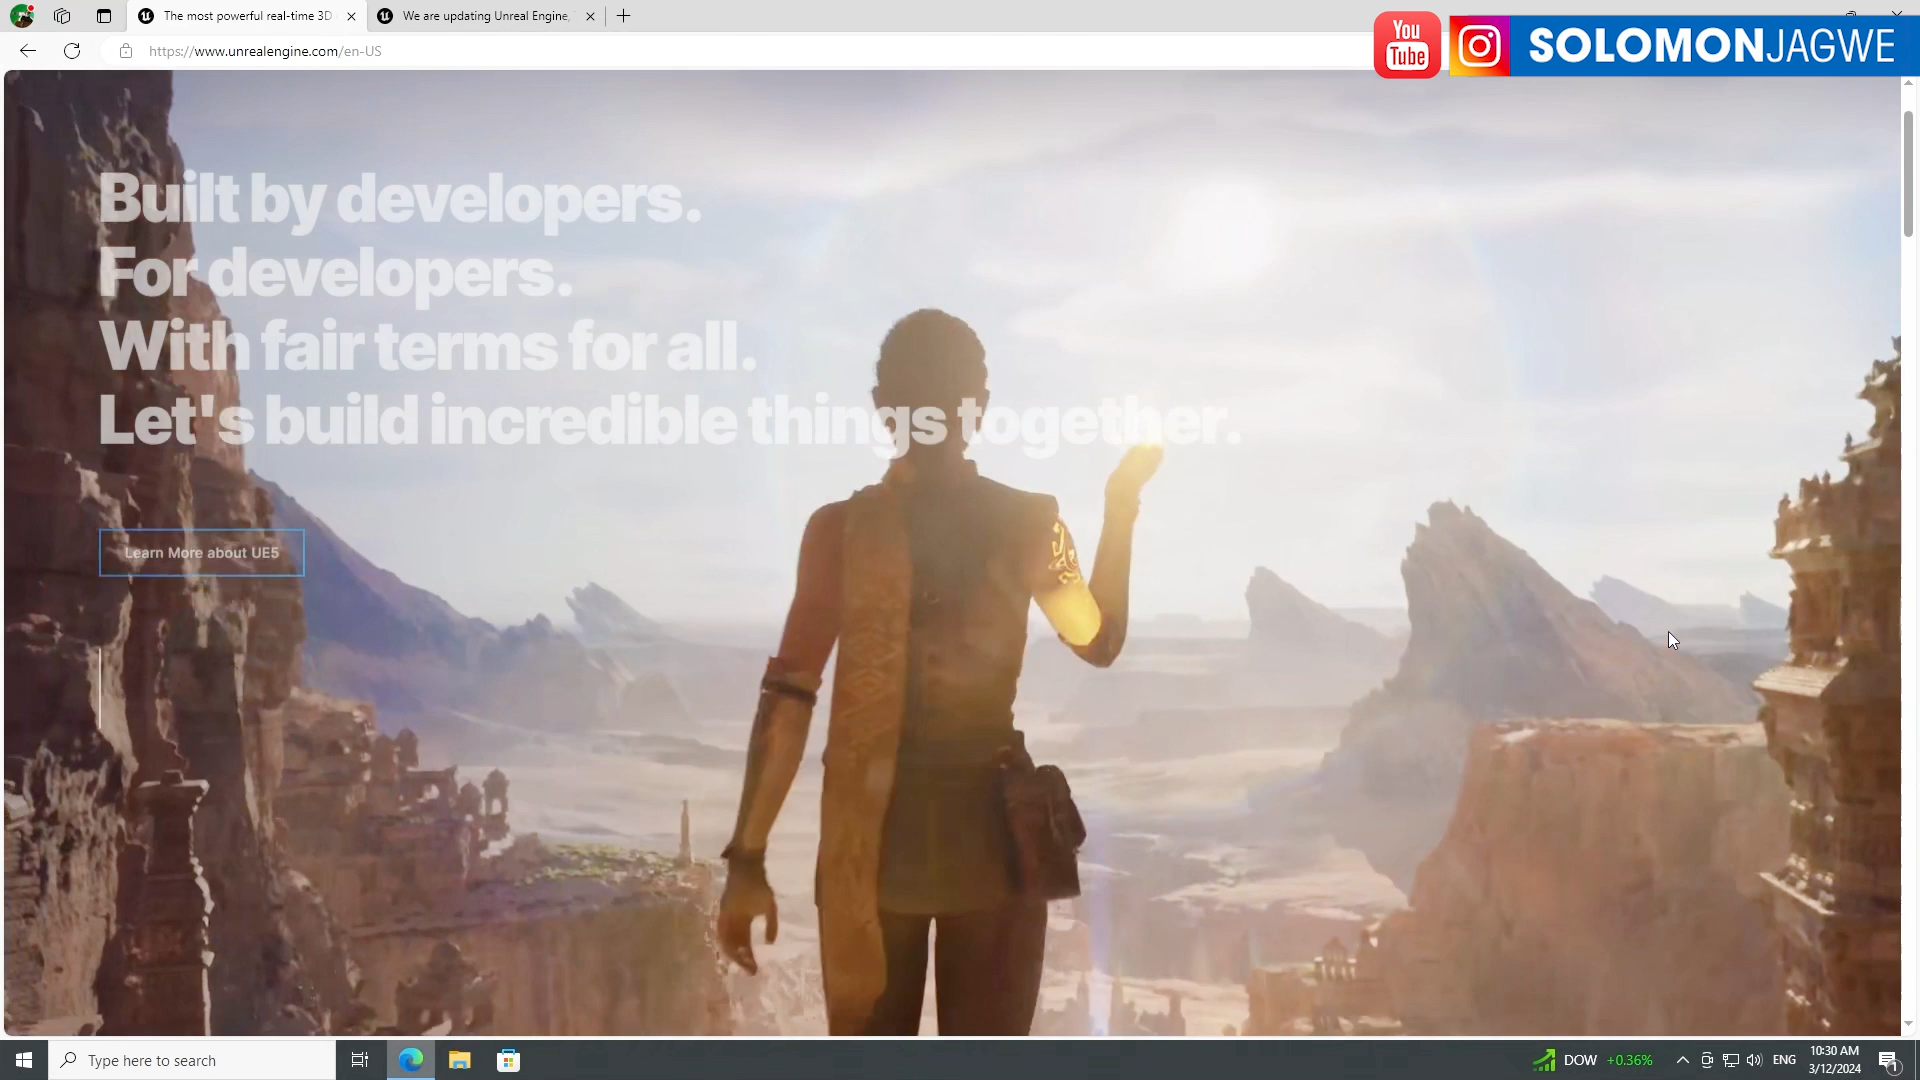 The most powerful real-time 3D
We are updating Unreal Engine,
https://www.unrealengine.com/en-US
You
Tube
SOLOMONJAGWE
Built by developers.
For developers.
With fair terms for all.
Let's build incredible things together.
Learn More about UE5
Type here to search
DOW +0.36%
ENG
10:30 AM
3/12/2024
1